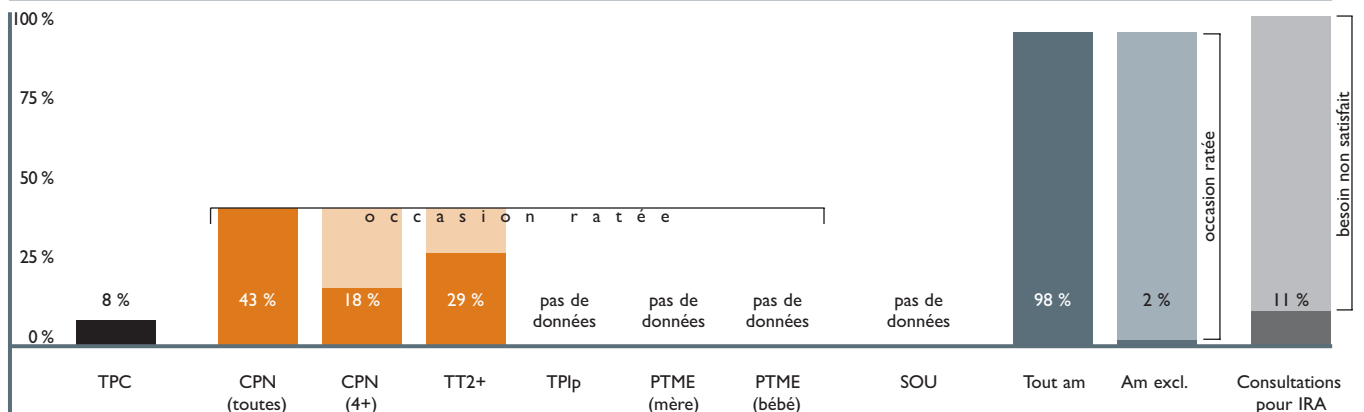 100 %
75 %
50 %
25 %
0 %
occasion ratée
occasion ratée
besoin non satisfait
8 %
43 %
18 %
29 %
pas de
données
pas de
données
pas de
données
pas de
données
98 %
2 %
11 %
TPC
CPN
(toutes)
CPN
(4+)
TT2+
TPIp
PTME
(mère)
PTME
(bébé)
SOU
Tout am
Am excl.
Consultations
pour IRA